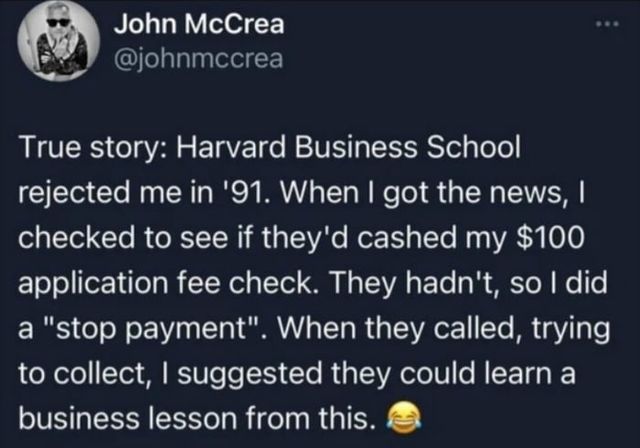 John McCrea
@johnmccrea
True story: Harvard Business School
rejected me in '91. When I got the news, I
checked to see if they'd cashed my $100
application fee check. They hadn't, so I did
a "stop payment". When they called, trying
to collect, I suggested they could learn a
business lesson from this. 😂